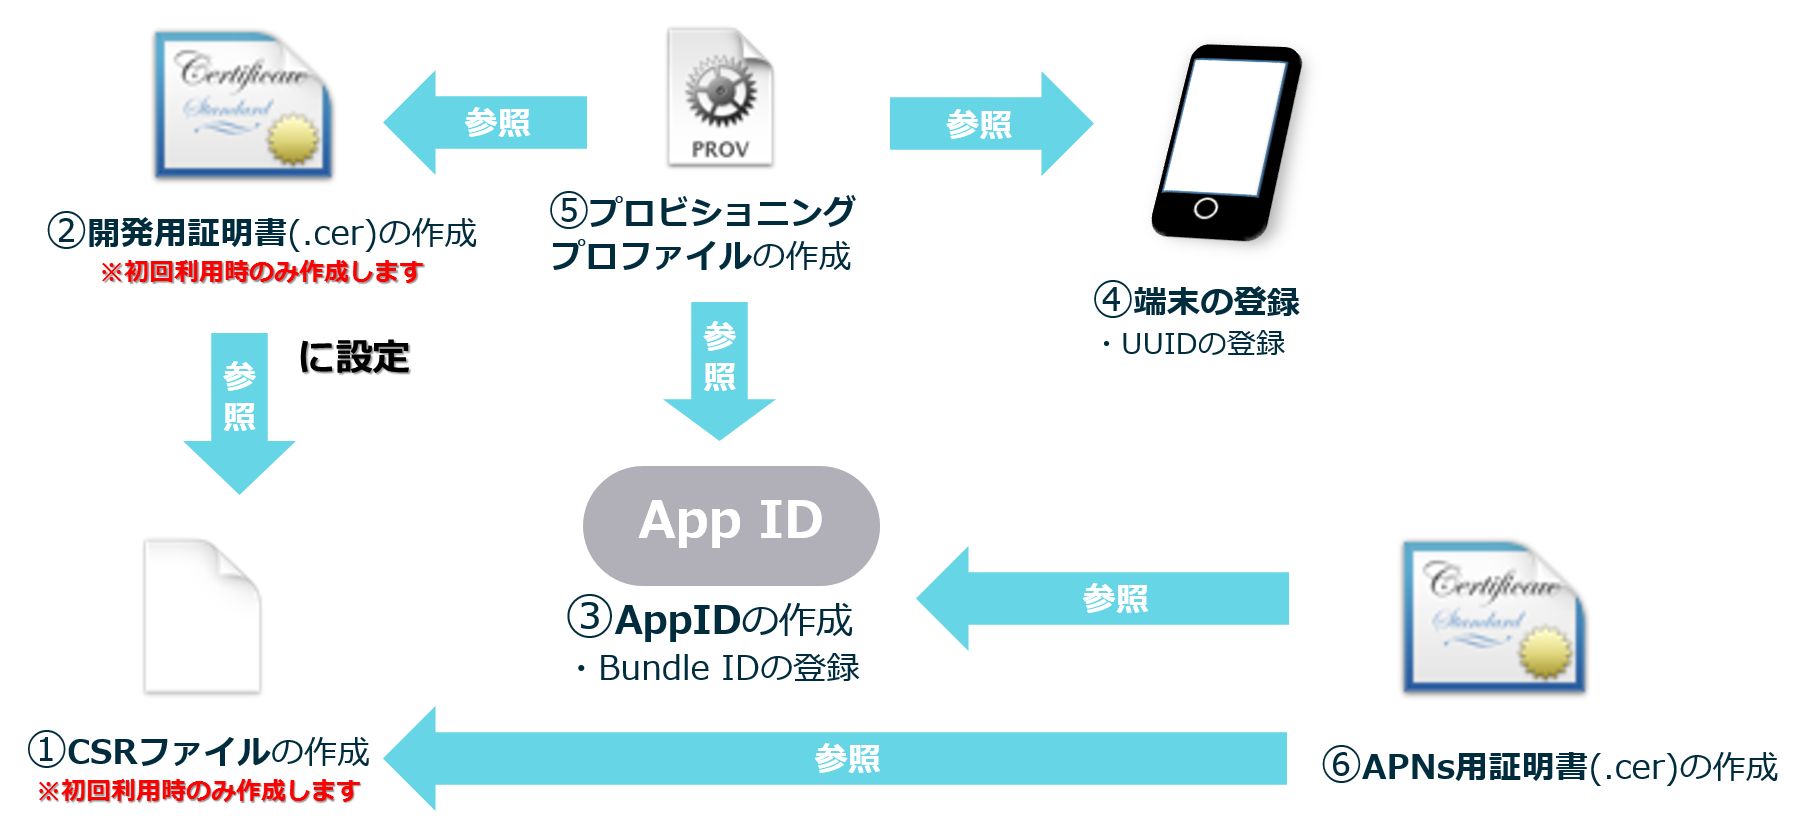 Certificate
Standard
参照
PROV
参照
②開発用証明書(.cer)の作成
※初回利用時のみ作成します
⑤プロビショニング
プロファイルの作成
④端末の登録
・UUIDの登録
参照
に設定
参照
App ID
③AppIDの作成
・Bundle IDの登録
参照
Certificate
Standard
①CSRファイルの作成
※初回利用時のみ作成します
参照
⑥APNs用証明書(.cer)の作成